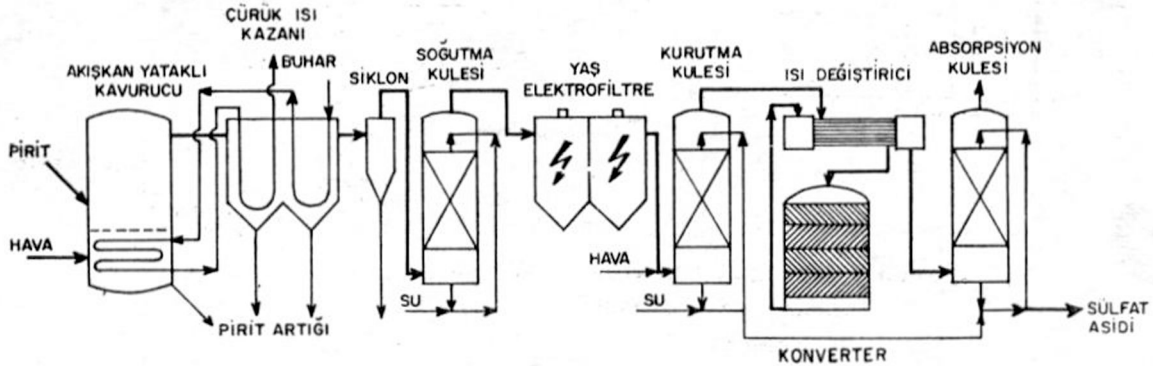 ÇÜRÜK ISI
KAZANI
BUHAR
AKIŞKAN YATAKLI
KAVURUCU
SİKLON
SOĞUTMA
KULESİ
YAŞ
ELEKTROFİLTRE
KURUTMA
KULESİ
ISI DEĞİŞTİRİCİ
ABSORPSİYON
KULESİ
PİRİT
HAVA
PİRİT ARTIĞI
SU
HAVA
SU
KONVERTER
SÜLFAT
ASİDİ